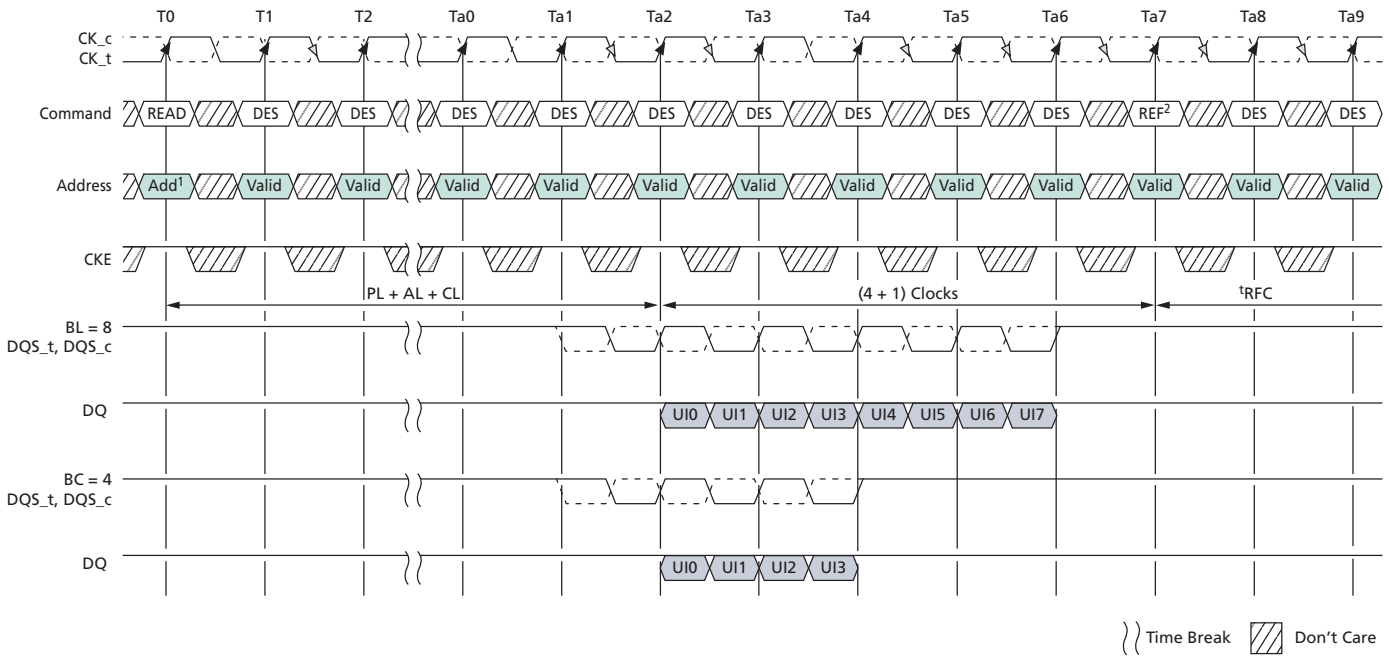 T0 T1 T2 Ta0 Ta1 Ta2 Ta3 Ta4 Ta5 Ta6 Ta7 Ta8 Ta9
CK_c
CK_t
Command READ DES DES DES DES DES DES DES DES DES REF² DES DES
Address Add¹ Valid Valid Valid Valid Valid Valid Valid Valid Valid Valid Valid Valid
CKE
PL + AL + CL (4 + 1) Clocks ᵗRFC
BL = 8
DQS_t, DQS_c
DQ UI0 UI1 UI2 UI3 UI4 UI5 UI6 UI7
BC = 4
DQS_t, DQS_c
DQ UI0 UI1 UI2 UI3
Time Break Don't Care